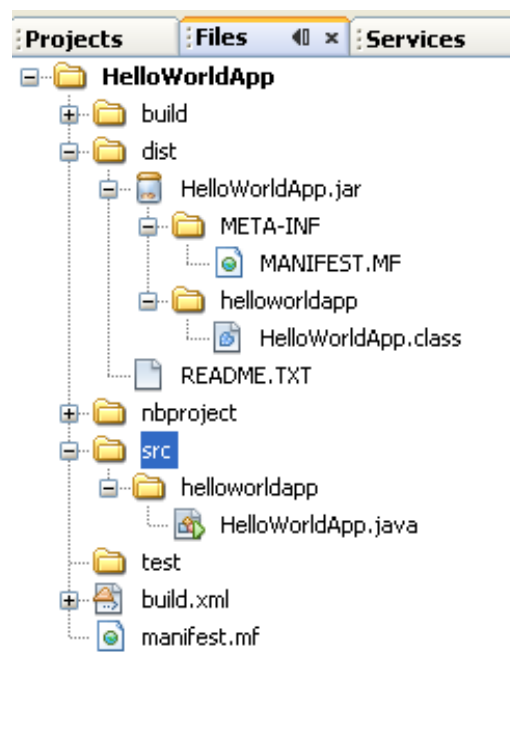 Projects Files Services
HelloWorldApp
build
dist
HelloWorldApp.jar
META-INF
MANIFEST.MF
helloworldapp
HelloWorldApp.class
README.TXT
nbproject
src
helloworldapp
HelloWorldApp.java
test
build.xml
manifest.mf